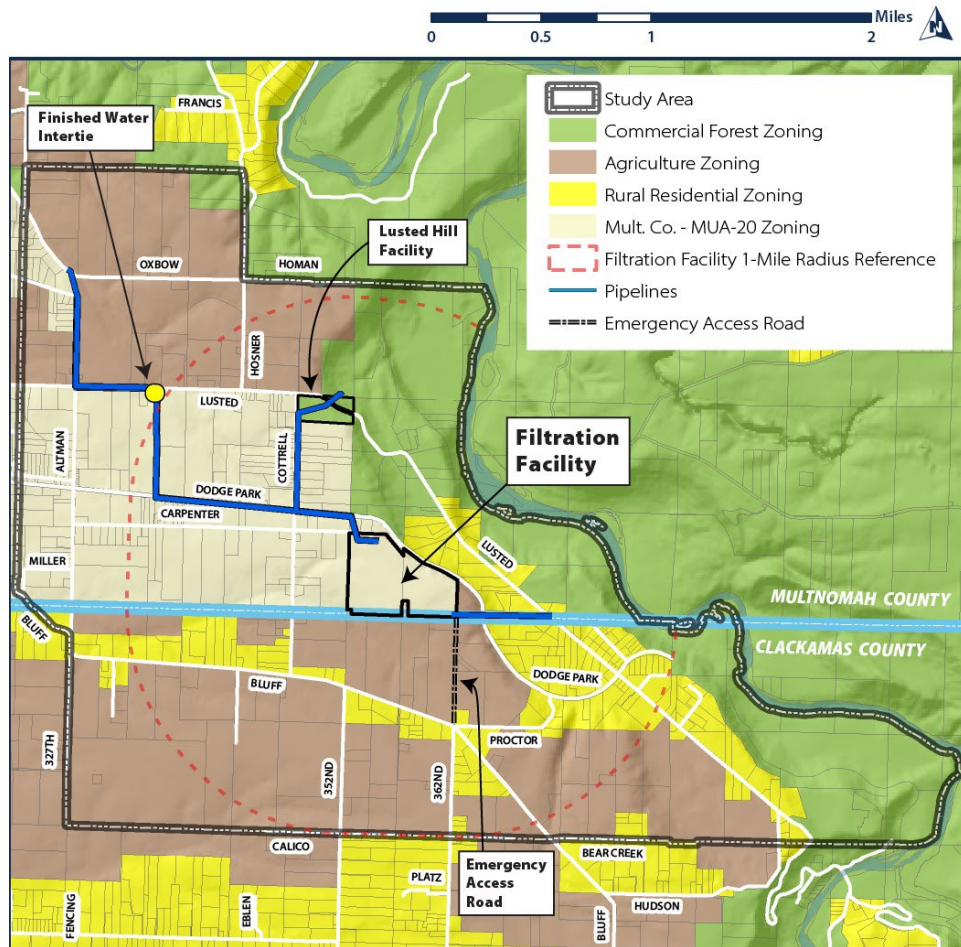 Miles
0 0.5 1 2
N
Study Area
Commercial Forest Zoning
Agriculture Zoning
Rural Residential Zoning
Mult. Co. - MUA-20 Zoning
Filtration Facility 1-Mile Radius Reference
Pipelines
Emergency Access Road
FRANCIS
Finished Water
Intertie
Lusted Hill
Facility
OXBOW
HOMAN
HOSNER
LUSTED
ALTMAN
COTTRELL
Filtration
Facility
DODGE PARK
CARPENTER
LUSTED
MILLER
MULTNOMAH COUNTY
CLACKAMAS COUNTY
BLUFF
BLUFF
DODGE PARK
PROCTOR
327TH
352ND
362ND
CALICO
BEAR CREEK
Emergency
Access
Road
PLATZ
HUDSON
FENCING
EBLEN
BLUFF